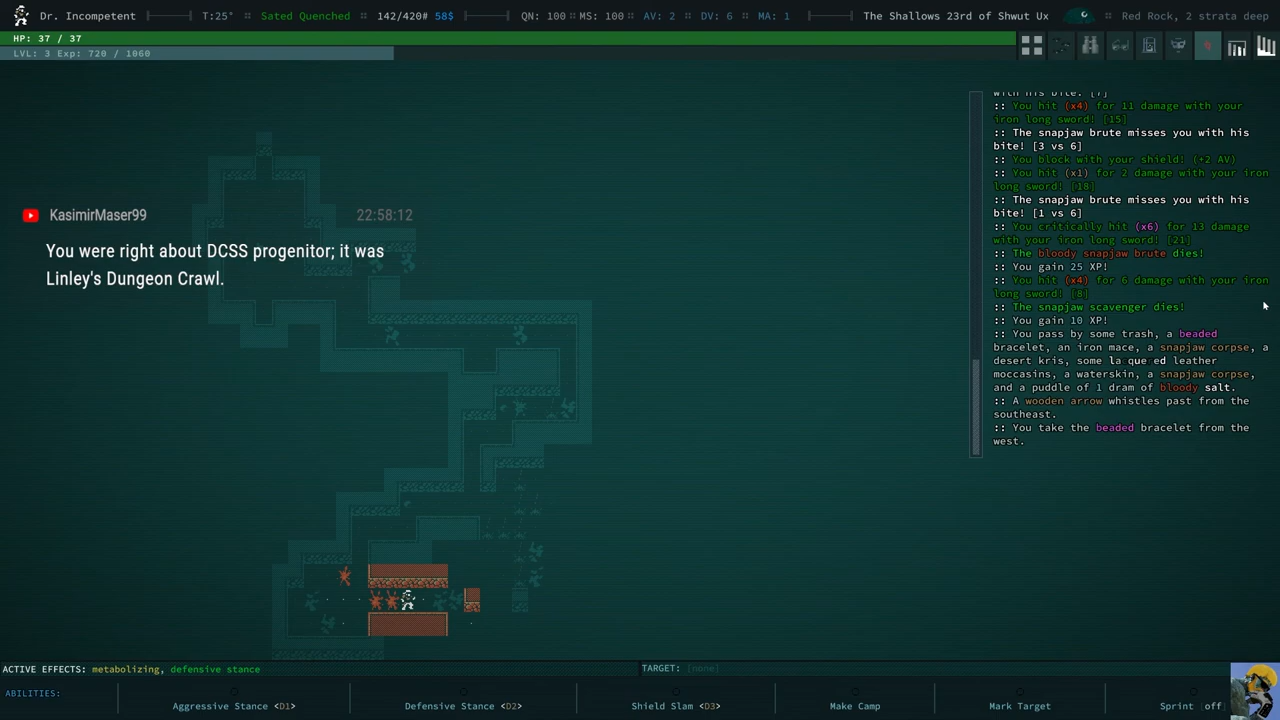 Dr. Incompetent T:25° Sated Quenched 142/420# 58$ QN: 100 MS: 100 AV: 2 DV: 6 MA: 1 The Shallows 23rd of Shwut Ux Red Rock, 2 strata deep
HP: 37 / 37
LVL: 3 Exp: 720 / 1060
with his bite! [7]
:: You hit (x4) for 11 damage with your
iron long sword! [15]
:: The snapjaw brute misses you with his
bite! [3 vs 6]
:: You block with your shield! (+2 AV)
:: You hit (x1) for 2 damage with your iron
long sword! [18]
:: The snapjaw brute misses you with his
bite! [1 vs 6]
:: You critically hit (x6) for 13 damage
with your iron long sword! [21]
:: The bloody snapjaw brute dies!
:: You gain 25 XP!
:: You hit (x4) for 6 damage with your iron
long sword! [8]
:: The snapjaw scavenger dies!
:: You gain 10 XP!
:: You pass by some trash, a beaded
bracelet, an iron mace, a snapjaw corpse, a
desert kris, some lacquered leather
moccasins, a waterskin, a snapjaw corpse,
and a puddle of 1 dram of bloody salt.
:: A wooden arrow whistles past from the
southeast.
:: You take the beaded bracelet from the
west.
KasimirMaser99 22:58:12
You were right about DCSS progenitor; it was
Linley's Dungeon Crawl.
ACTIVE EFFECTS: metabolizing, defensive stance TARGET: [none]
ABILITIES: Aggressive Stance <D1> Defensive Stance <D2> Shield Slam <D3> Make Camp Mark Target Sprint [off]